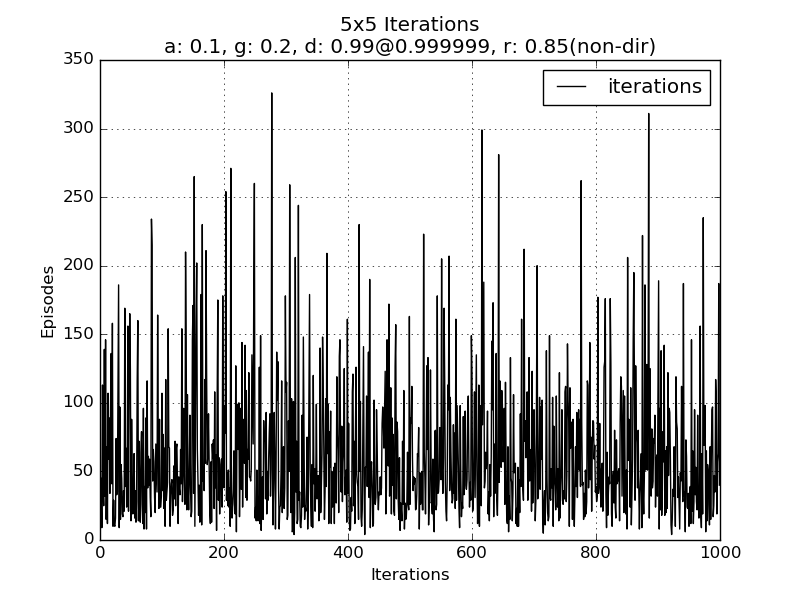 5x5 Iterations
a: 0.1, g: 0.2, d: 0.99@0.999999, r: 0.85(non-dir)
iterations
350
300
250
200
150
100
50
0
Episodes
0 200 400 600 800 1000
Iterations